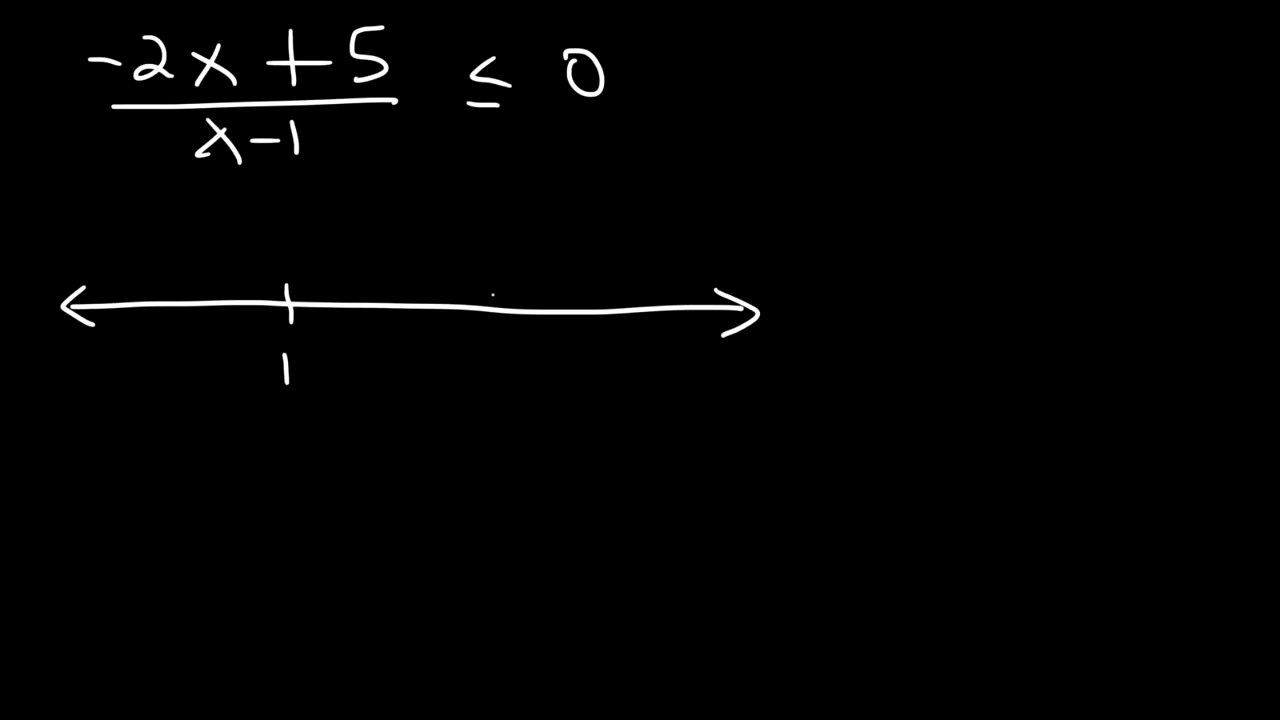 -2x + 5
x - 1
≤ 0
1